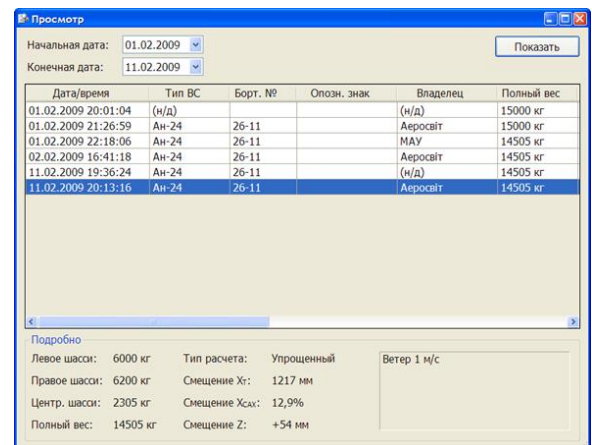 Просмотр
Начальная дата: 01.02.2009 Показать
Конечная дата: 11.02.2009
Дата/время Тип ВС Борт. № Опозн. знак Владелец Полный вес
01.02.2009 20:01:04 (н/д) (н/д) 15000 кг
01.02.2009 21:26:59 Ан-24 26-11 Аеросвіт 15000 кг
01.02.2009 22:18:06 Ан-24 26-11 МАУ 14505 кг
02.02.2009 16:41:18 Ан-24 26-11 Аеросвіт 14505 кг
11.02.2009 19:36:24 Ан-24 26-11 (н/д) 14505 кг
11.02.2009 20:13:16 Ан-24 26-11 Аеросвіт 14505 кг
Подробно
Левое шасси: 6000 кг Тип расчета: Упрощенный Ветер 1 м/с
Правое шасси: 6200 кг Смещение Xт: 1217 мм
Центр. шасси: 2305 кг Смещение Xсах: 12,9%
Полный вес: 14505 кг Смещение Z: +54 мм